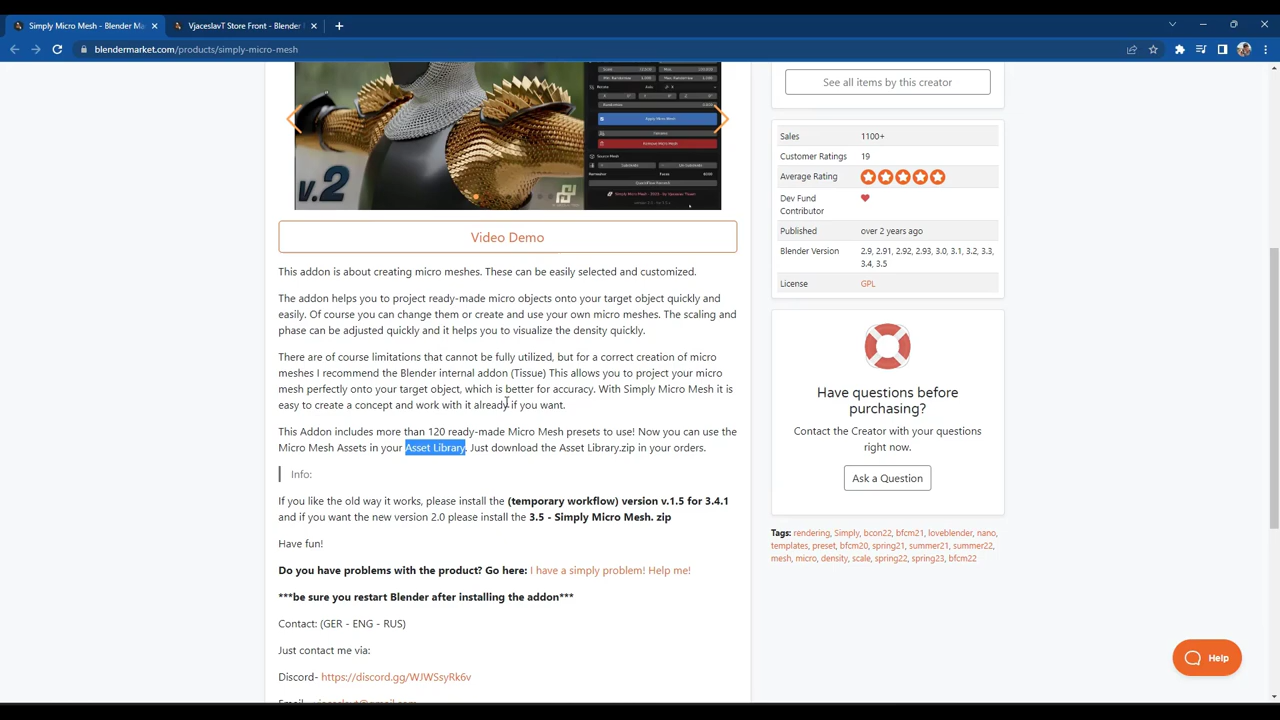 Simply Micro Mesh - Blender Ma
VjaceslavT Store Front - Blender
blendermarket.com/products/simply-micro-mesh
Apply Micro Mesh
Remove Micro Mesh
Source Mesh
v.2
Video Demo
This addon is about creating micro meshes. These can be easily selected and customized.
The addon helps you to project ready-made micro objects onto your target object quickly and
easily. Of course you can change them or create and use your own micro meshes. The scaling and
phase can be adjusted quickly and it helps you to visualize the density quickly.
There are of course limitations that cannot be fully utilized, but for a correct creation of micro
meshes I recommend the Blender internal addon (Tissue) This allows you to project your micro
mesh perfectly onto your target object, which is better for accuracy. With Simply Micro Mesh it is
easy to create a concept and work with it already if you want.
This Addon includes more than 120 ready-made Micro Mesh presets to use! Now you can use the
Micro Mesh Assets in your Asset Library. Just download the Asset Library.zip in your orders.
Info:
If you like the old way it works, please install the (temporary workflow) version v.1.5 for 3.4.1
and if you want the new version 2.0 please install the 3.5 - Simply Micro Mesh. zip
Have fun!
Do you have problems with the product? Go here: I have a simply problem! Help me!
***be sure you restart Blender after installing the addon***
Contact: (GER - ENG - RUS)
Just contact me via:
Discord- https://discord.gg/WJWSsyRk6v
See all items by this creator
Sales 1100+
Customer Ratings 19
Average Rating
Dev Fund
Contributor
Published over 2 years ago
Blender Version 2.9, 2.91, 2.92, 2.93, 3.0, 3.1, 3.2, 3.3,
3.4, 3.5
License GPL
Have questions before
purchasing?
Contact the Creator with your questions
right now.
Ask a Question
Tags: rendering, Simply, bcon22, bfcm21, loveblender, nano,
templates, preset, bfcm20, spring21, summer21, summer22,
mesh, micro, density, scale, spring22, spring23, bfcm22
Help